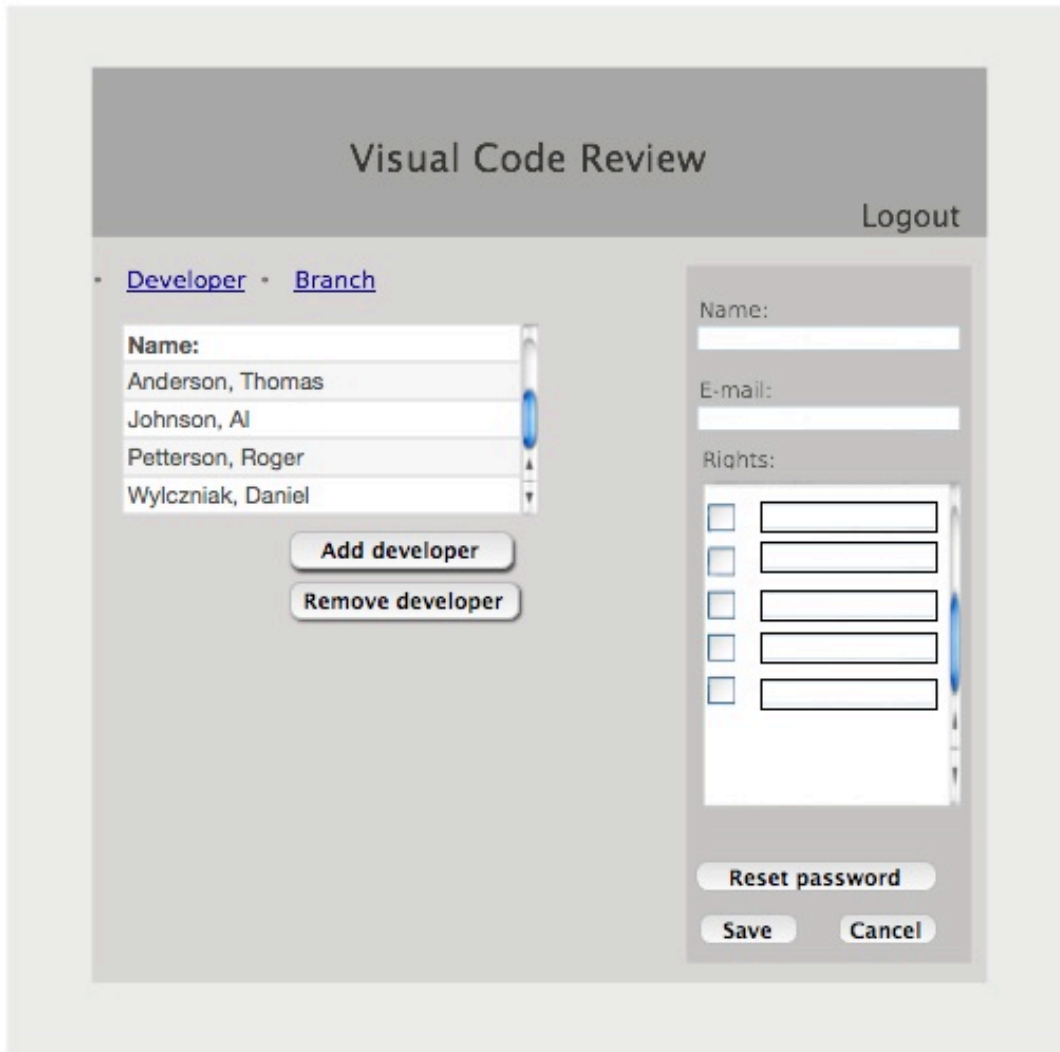 Visual Code Review
Logout
- Developer - Branch
Name:
Anderson, Thomas
Johnson, Al
Petterson, Roger
Wylczniak, Daniel
Add developer
Remove developer
Name:
E-mail:
Rights:
Reset password
Save Cancel